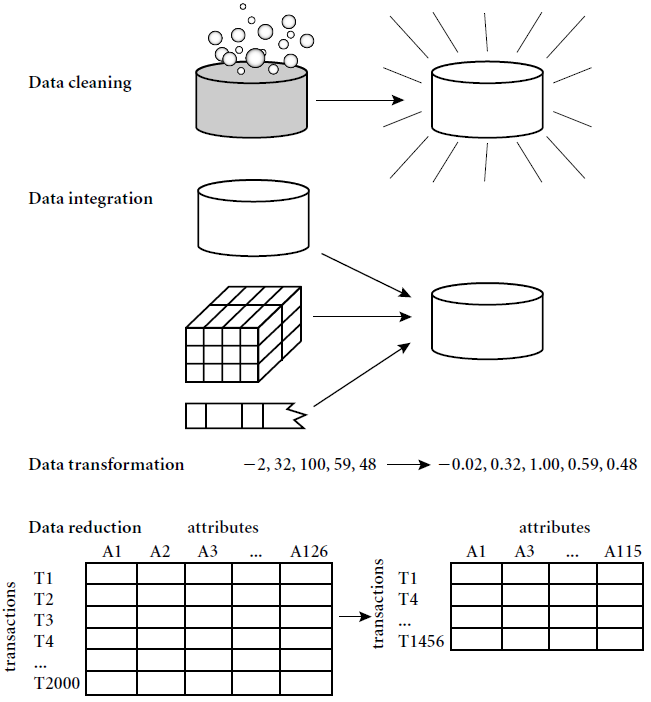 Data cleaning
Data integration
Data transformation −2, 32, 100, 59, 48 −0.02, 0.32, 1.00, 0.59, 0.48
Data reduction attributes
A1 A2 A3 ... A126
transactions
T1
T2
T3
T4
...
T2000
attributes
A1 A3 ... A115
transactions
T1
T4
...
T1456